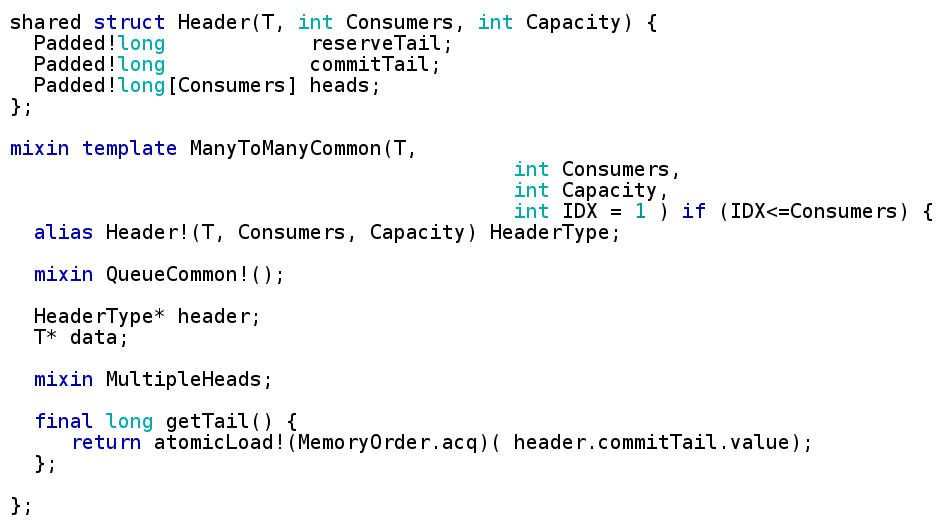 shared struct Header(T, int Consumers, int Capacity) {
  Padded!long            reserveTail;
  Padded!long            commitTail;
  Padded!long[Consumers] heads;
};

mixin template ManyToManyCommon(T,
                                          int Consumers,
                                          int Capacity,
                                          int IDX = 1 ) if (IDX<=Consumers) {
  alias Header!(T, Consumers, Capacity) HeaderType;

  mixin QueueCommon!();

  HeaderType* header;
  T* data;

  mixin MultipleHeads;

  final long getTail() {
     return atomicLoad!(MemoryOrder.acq)( header.commitTail.value);
  };

};